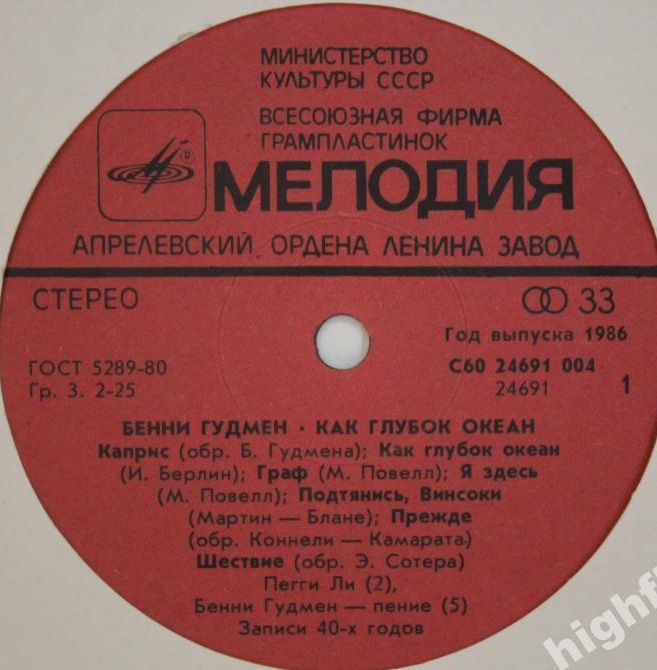 МИНИСТЕРСТВО
КУЛЬТУРЫ СССР
ВСЕСОЮЗНАЯ ФИРМА
ГРАМПЛАСТИНОК
®
МЕЛОДИЯ
АПРЕЛЕВСКИЙ ОРДЕНА ЛЕНИНА ЗАВОД
СТЕРЕО
33
Год выпуска 1986
ГОСТ 5289-80
С60 24691 004
Гр. 3. 2-25
24691
1
БЕННИ ГУДМЕН · КАК ГЛУБОК ОКЕАН
Каприс (обр. Б. Гудмена); Как глубок океан
(И. Берлин); Граф (М. Повелл); Я здесь
(М. Повелл); Подтянись, Винсоки
(Мартин — Блане); Прежде
(обр. Коннели — Камарата);
Шествие (обр. Э. Сотера)
Пегги Ли (2),
Бенни Гудмен — пение (5)
Записи 40-х годов